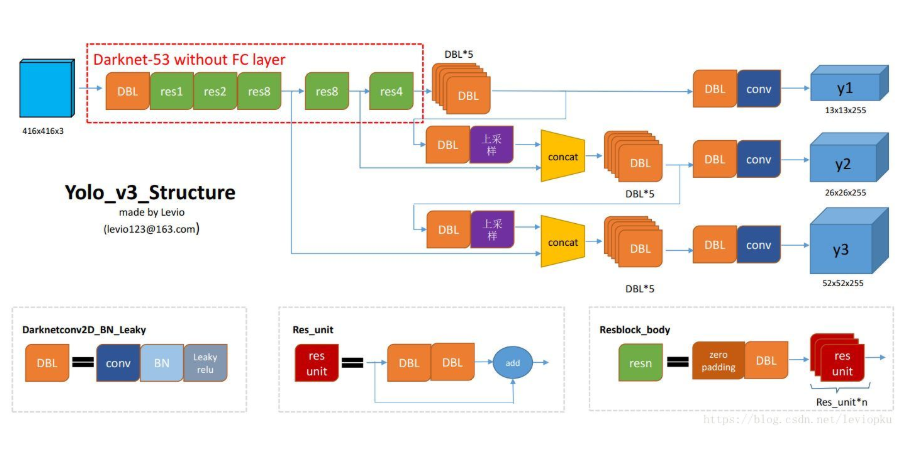 Darknet-53 without FC layer
DBL*5
DBL
res1
res2
res8
res8
res4
DBL
DBL
conv
y1
416x416x3
13x13x255
DBL
上采
样
concat
DBL
DBL*5
DBL
conv
y2
26x26x255
Yolo_v3_Structure
made by Levio
(levio123@163.com)
DBL
上采
样
concat
DBL
DBL*5
DBL
conv
y3
52x52x255
Darknetconv2D_BN_Leaky
DBL
=
conv
BN
Leaky
relu
Res_unit
res
unit
=
DBL
DBL
add
Resblock_body
resn
=
zero
padding
DBL
res
unit
Res_unit*n
https://blog.csdn.net/leviopku